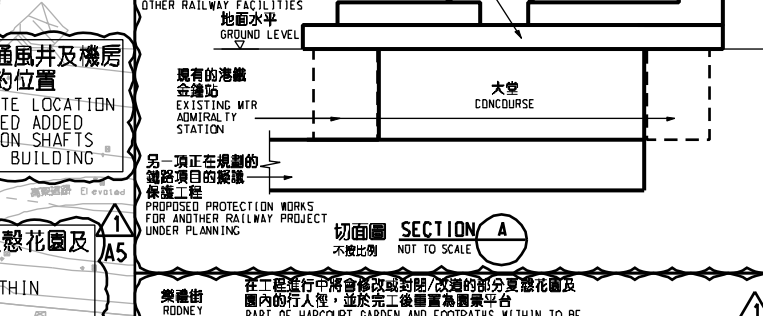 OTHER RAILWAY FACILITIES
地面水平
GROUND LEVEL
通風井及機房
的位置
TE LOCATION
ED ADDED
ON SHAFTS
BUILDING
現有的港鐵
金鐘站
EXISTING MTR
ADMIRALTY
STATION
大堂
CONCOURSE
另一項正在規劃的
鐵路項目的擬議
保護工程
PROPOSED PROTECTION WORKS
FOR ANOTHER RAILWAY PROJECT
UNDER PLANNING
Elevated
1
A5
慤花園及
THIN
切面圖 SECTION A
不按比例 NOT TO SCALE
樂禮街
RODNEY
在工程進行中將會修改或封閉/改道的部分夏慤花園及
園內的行人徑，並於完工後重置為園景平台
PART OF HARCOURT GARDEN AND FOOTPATHS WITHIN TO BE
1